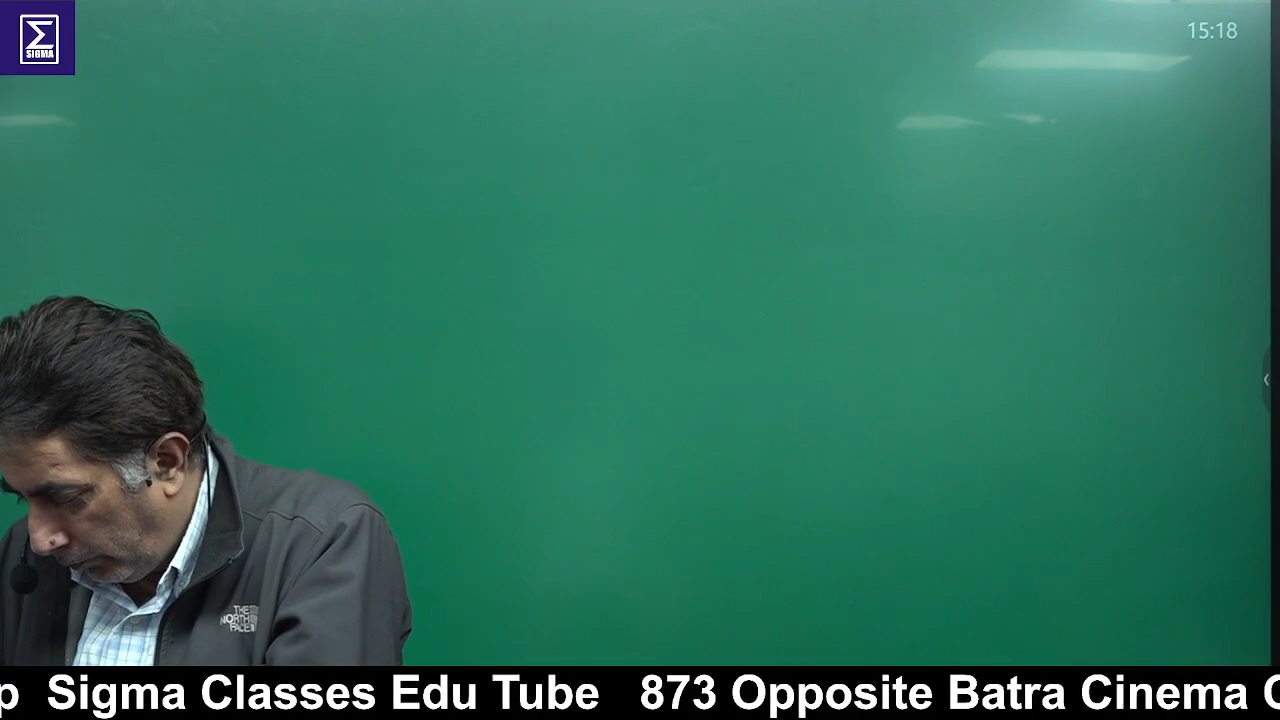 Σ
SIGMA
15:18
THE
NORTH
FACE
p Sigma Classes Edu Tube 873 Opposite Batra Cinema C